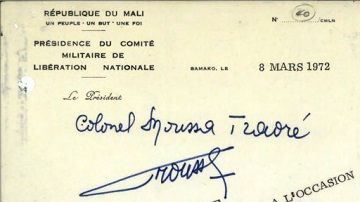 RÉPUBLIQUE DU MALI
UN PEUPLE - UN BUT - UNE FOI
PRÉSIDENCE DU COMITÉ
MILITAIRE DE
LIBÉRATION NATIONALE
N° /CMLN
40
BAMAKO, LE 8 MARS 1972
Le Président
Colonel Moussa Traoré
A L'OCCASION